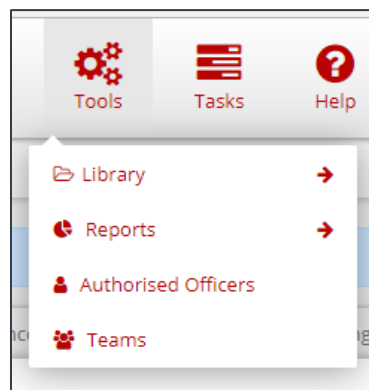 Tools Tasks Help
Library
Reports
Authorised Officers
Teams